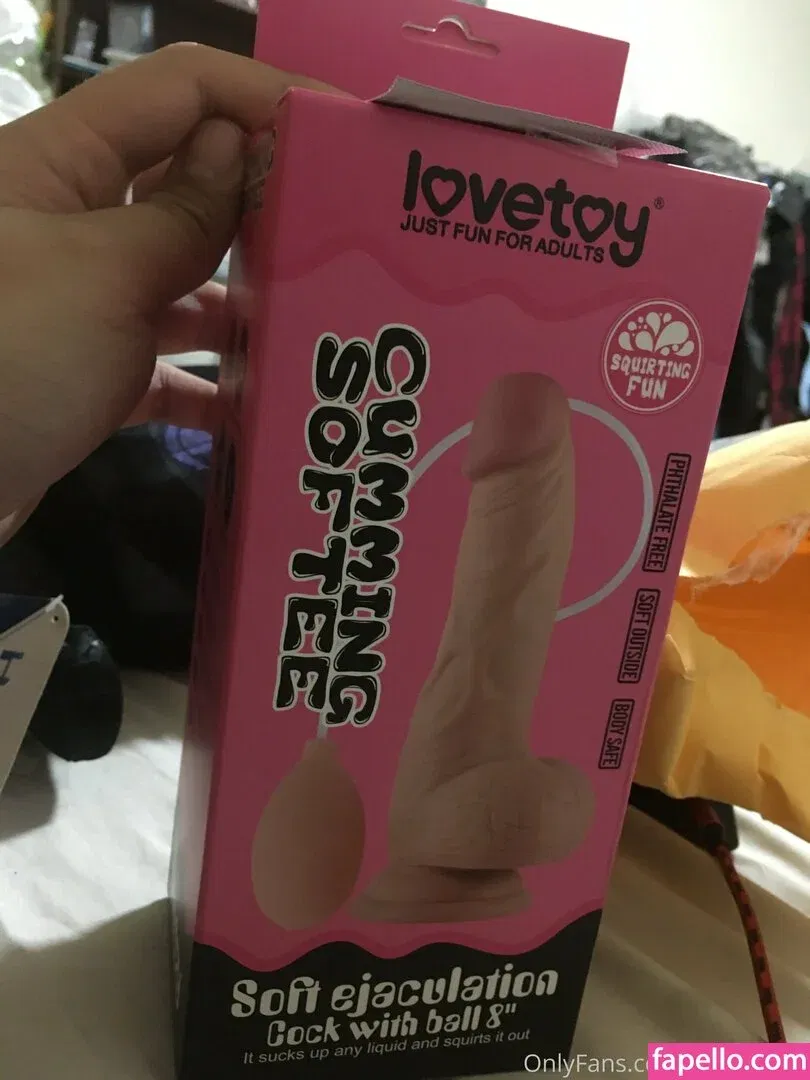 lovetoy®
JUST FUN FOR ADULTS
SQUIRTING
FUN
CUMMING
SOFTEE
PHTHALATE FREE
SOFT OUTSIDE
BODY SAFE
Soft ejaculation
Cock with ball 8"
It sucks up any liquid and squirts it out
OnlyFans.c
fapello.com